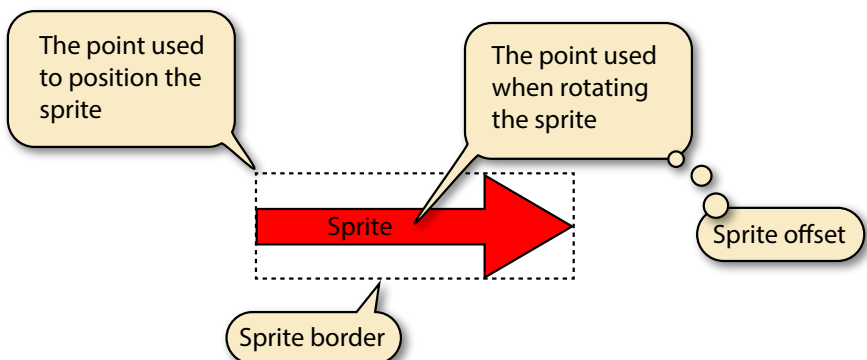 The point used
to position the
sprite
The point used
when rotating
the sprite
Sprite
Sprite offset
Sprite border